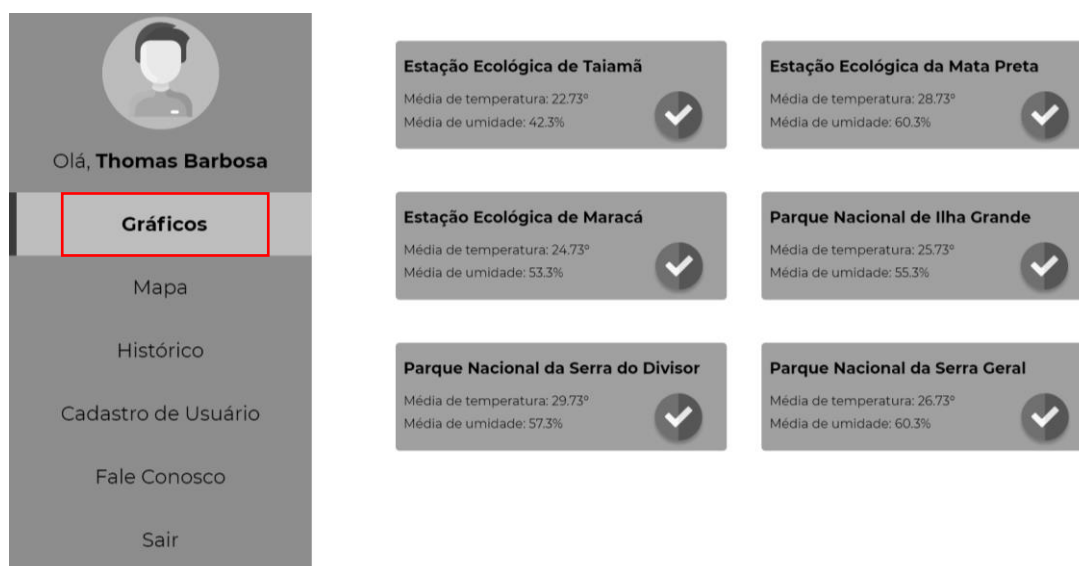 Olá, Thomas Barbosa
Gráficos
Mapa
Histórico
Cadastro de Usuário
Fale Conosco
Sair
Estação Ecológica de Taiamã
Média de temperatura: 22.73º
Média de umidade: 42.3%
Estação Ecológica da Mata Preta
Média de temperatura: 28.73º
Média de umidade: 60.3%
Estação Ecológica de Maracá
Média de temperatura: 24.73º
Média de umidade: 53.3%
Parque Nacional de Ilha Grande
Média de temperatura: 25.73º
Média de umidade: 55.3%
Parque Nacional da Serra do Divisor
Média de temperatura: 29.73º
Média de umidade: 57.3%
Parque Nacional da Serra Geral
Média de temperatura: 26.73º
Média de umidade: 60.3%